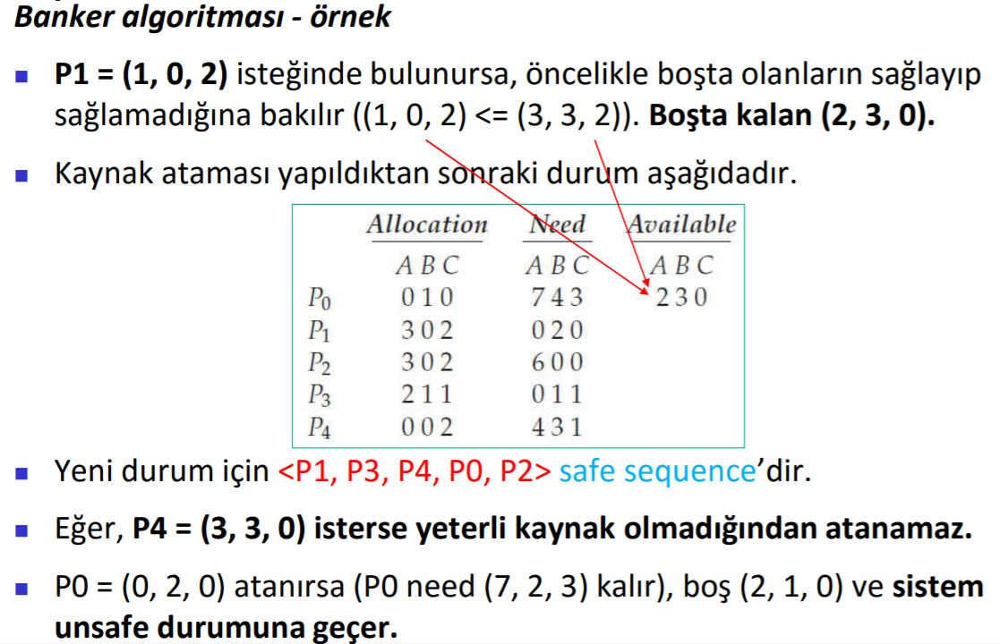 Banker algoritması - örnek
P1 = (1, 0, 2) isteğinde bulunursa, öncelikle boşta olanların sağlayıp
sağlamadığına bakılır ((1, 0, 2) <= (3, 3, 2)). Boşta kalan (2, 3, 0).
Kaynak ataması yapıldıktan sonraki durum aşağıdadır.
Allocation Need Available
A B C A B C A B C
P0 0 1 0 7 4 3 2 3 0
P1 3 0 2 0 2 0
P2 3 0 2 6 0 0
P3 2 1 1 0 1 1
P4 0 0 2 4 3 1
Yeni durum için <P1, P3, P4, P0, P2> safe sequence’dir.
Eğer, P4 = (3, 3, 0) isterse yeterli kaynak olmadığından atanamaz.
P0 = (0, 2, 0) atanırsa (P0 need (7, 2, 3) kalır), boş (2, 1, 0) ve sistem
unsafe durumuna geçer.